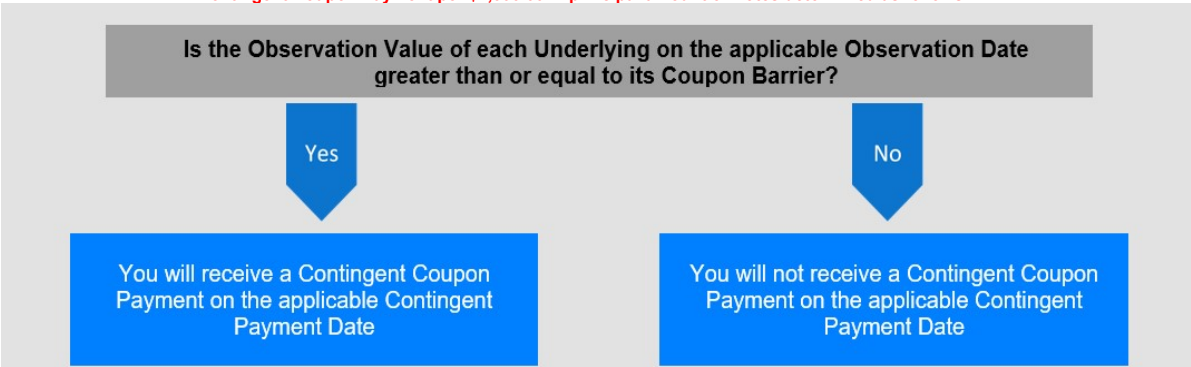 Is the Observation Value of each Underlying on the applicable Observation Date
greater than or equal to its Coupon Barrier?
Yes
No
You will receive a Contingent Coupon
Payment on the applicable Contingent
Payment Date
You will not receive a Contingent Coupon
Payment on the applicable Contingent
Payment Date